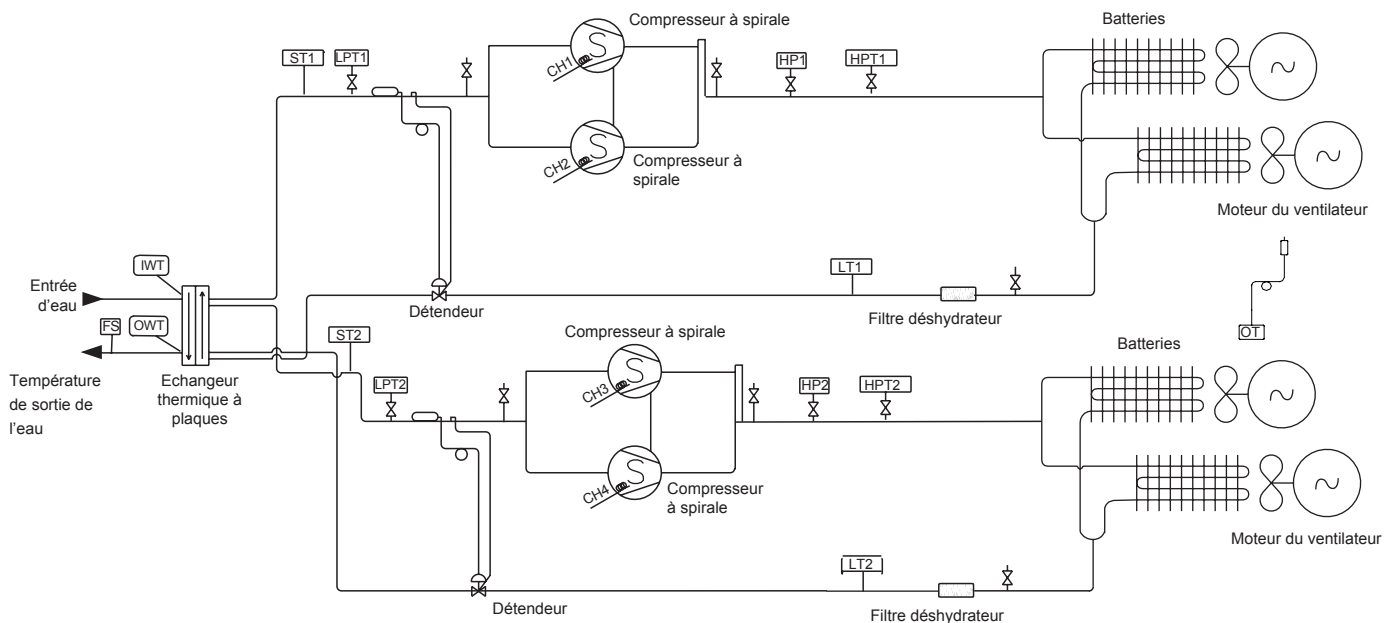 Compresseur à spirale
Batteries
ST1
LPT1
CH1
S
HP1
HPT1
~
CH2
S
Compresseur à
spirale
~
Moteur du ventilateur
IWT
Entrée
d'eau
LT1
Détendeur
Filtre déshydrateur
OT
FS
OWT
ST2
Compresseur à spirale
Batteries
Température
de sortie de
l'eau
Echangeur
thermique à
plaques
LPT2
CH3
S
HP2
HPT2
~
CH4
S
Compresseur
à spirale
~
Moteur du ventilateur
LT2
Détendeur
Filtre déshydrateur